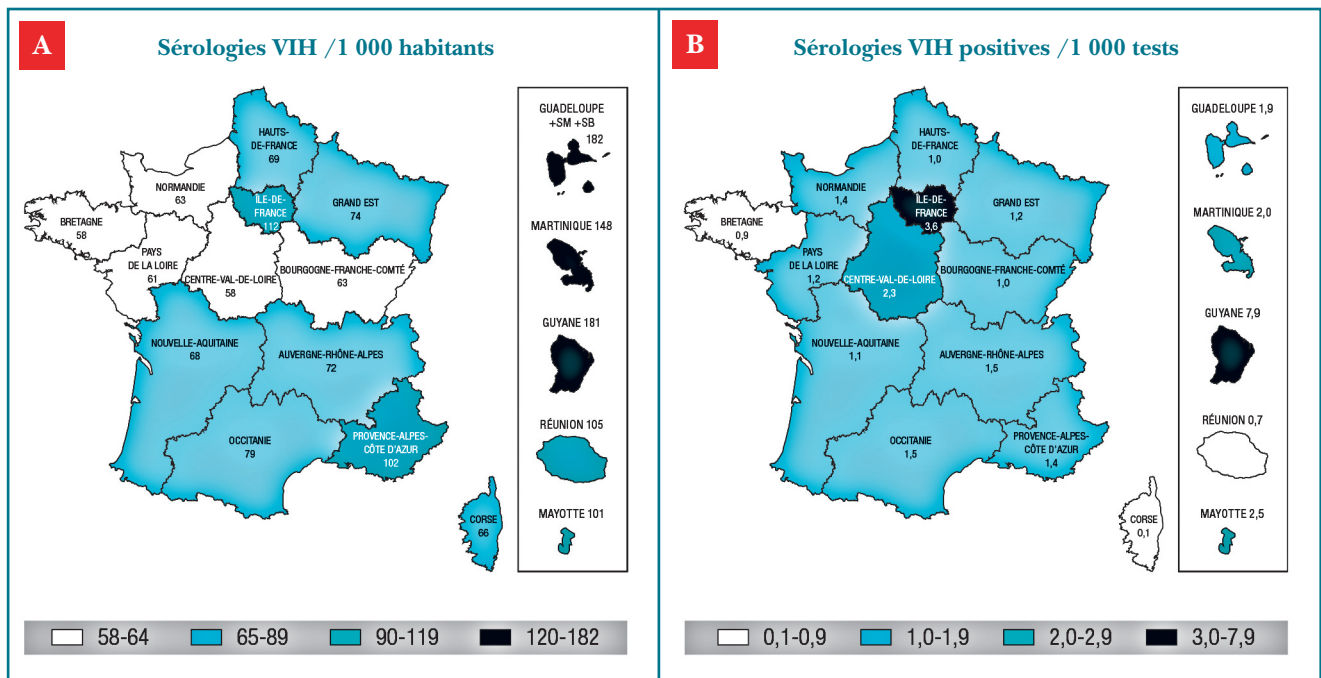 A
Sérologies VIH /1 000 habitants
HAUTS-
DE-FRANCE
69
NORMANDIE
63
ÎLE-DE-
FRANCE
112
GRAND EST
74
BRETAGNE
58
PAYS
DE LA LOIRE
61
CENTRE-VAL-DE-LOIRE
58
BOURGOGNE-FRANCHE-COMTÉ
63
NOUVELLE-AQUITAINE
68
AUVERGNE-RHÔNE-ALPES
72
OCCITANIE
79
PROVENCE-ALPES-
CÔTE D'AZUR
102
CORSE
66
GUADELOUPE
+SM +SB
182
MARTINIQUE 148
GUYANE 181
RÉUNION 105
MAYOTTE 101
58-64
65-89
90-119
120-182
B
Sérologies VIH positives /1 000 tests
HAUTS-
DE-FRANCE
1,0
NORMANDIE
1,4
ÎLE-DE-
FRANCE
3,6
GRAND EST
1,2
BRETAGNE
0,9
PAYS
DE LA LOIRE
1,2
CENTRE-VAL-DE-LOIRE
2,3
BOURGOGNE-FRANCHE-COMTÉ
1,0
NOUVELLE-AQUITAINE
1,1
AUVERGNE-RHÔNE-ALPES
1,5
OCCITANIE
1,5
PROVENCE-ALPES-
CÔTE D'AZUR
1,4
CORSE
0,1
GUADELOUPE 1,9
MARTINIQUE 2,0
GUYANE 7,9
RÉUNION 0,7
MAYOTTE 2,5
0,1-0,9
1,0-1,9
2,0-2,9
3,0-7,9